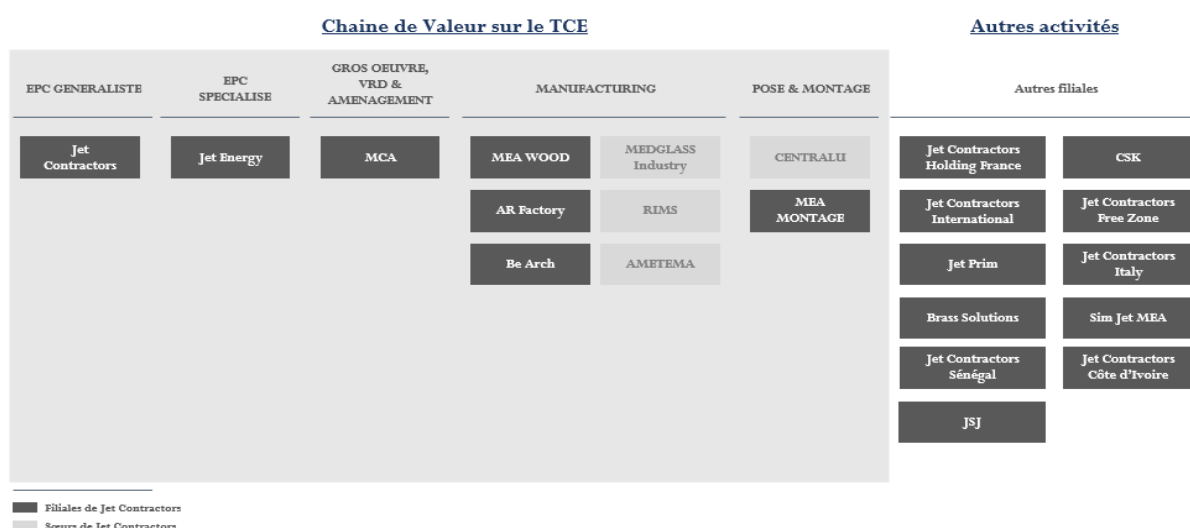 Chaine de Valeur sur le TCE
Autres activités
EPC GENERALISTE
EPC
SPECIALISE
GROS OEUVRE,
VRD &
AMENAGEMENT
MANUFACTURING
POSE & MONTAGE
Autres filiales
Jet
Contractors
Jet Energy
MCA
MEA WOOD
MEDGLASS
Industry
CENTRALU
Jet Contractors
Holding France
CSK
AR Factory
RIMS
MEA
MONTAGE
Jet Contractors
International
Jet Contractors
Free Zone
Be Arch
AMETEMA
Jet Prim
Jet Contractors
Italy
Brass Solutions
Sim Jet MEA
Jet Contractors
Sénégal
Jet Contractors
Côte d'Ivoire
JSJ
Filiales de Jet Contractors
Sœurs de Jet Contractors